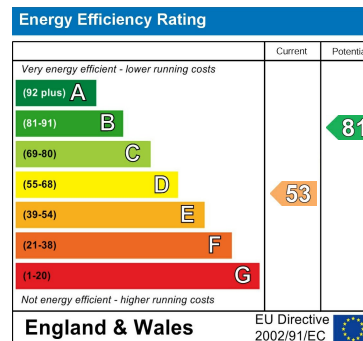 Energy Efficiency Rating
Current Potentia
Very energy efficient - lower running costs
(92 plus) A
(81-91) B
(69-80) C
(55-68) D
(39-54) E
(21-38) F
(1-20) G
53
81
Not energy efficient - higher running costs
England & Wales
EU Directive
2002/91/EC